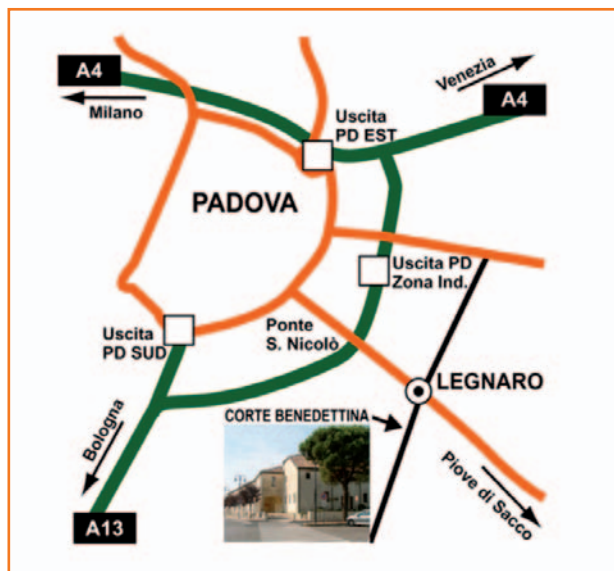 A4
Milano
Venezia
A4
Uscita
PD EST
PADOVA
Uscita PD
Zona Ind.
Uscita
PD SUD
Ponte
S. Nicolò
LEGNARO
CORTE BENEDETTINA
Bologna
Piove di Sacco
A13